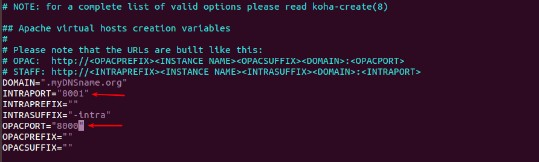 # NOTE: for a complete list of valid options please read koha-create(8)
## Apache virtual hosts creation variables
#
# Please note that the URLs are built like this:
# OPAC:  http://<OPACPREFIX><INSTANCE NAME><OPACSUFFIX><DOMAIN>:<OPACPORT>
# STAFF: http://<INTRAPREFIX><INSTANCE NAME><INTRASUFFIX><DOMAIN>:<INTRAPORT>
DOMAIN=".myDNSname.org"
INTRAPORT="8001"
INTRAPREFIX=""
INTRASUFFIX="-intra"
OPACPORT="8000"
OPACPREFIX=""
OPACSUFFIX=""